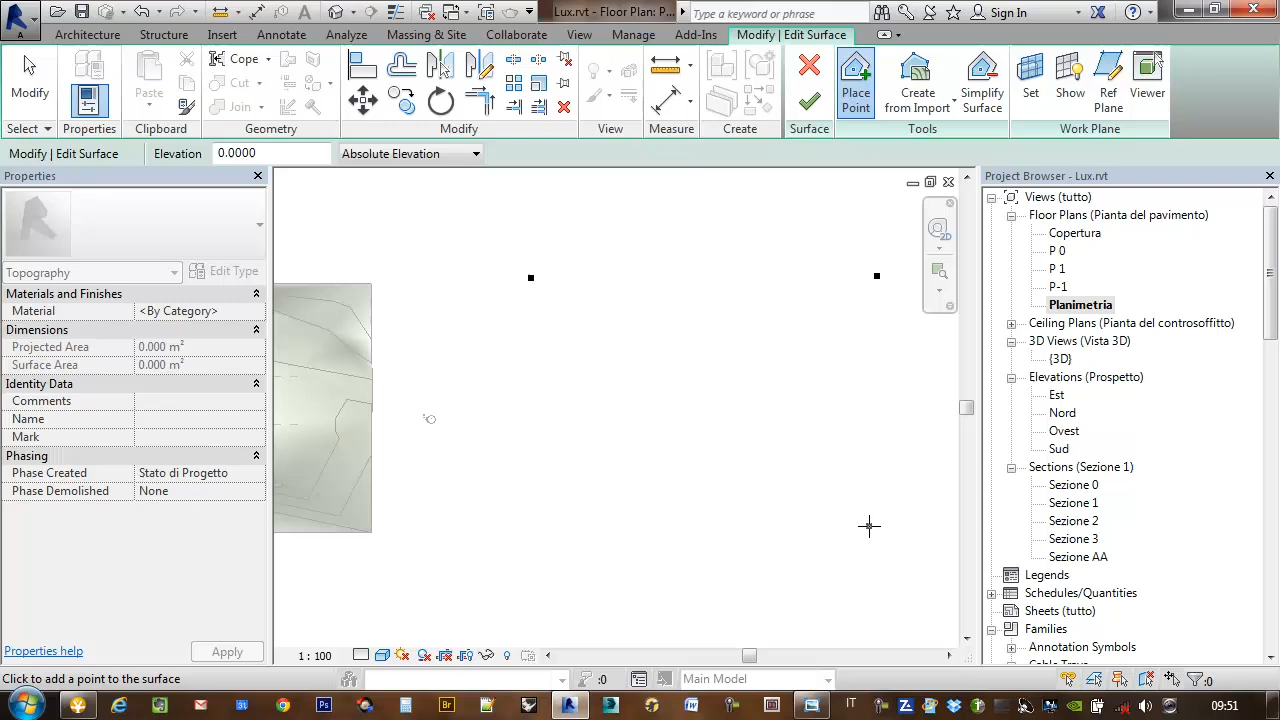 Lux.rvt - Floor Plan: P...
Type a keyword or phrase
Sign In
Architecture
Structure
Insert
Annotate
Analyze
Massing & Site
Collaborate
View
Manage
Add-Ins
Modify | Edit Surface
Modify
Paste
Cope
Cut
Join
Place
Point
Create
from Import
Simplify
Surface
Set
Show
Ref
Plane
Viewer
Select
Properties
Clipboard
Geometry
Modify
View
Measure
Create
Surface
Tools
Work Plane
Modify | Edit Surface
Elevation
0.0000
Absolute Elevation
Properties
Topography
Edit Type
Materials and Finishes
Material
<By Category>
Dimensions
Projected Area
0.000 m²
Surface Area
0.000 m²
Identity Data
Comments
Name
Mark
Phasing
Phase Created
Stato di Progetto
Phase Demolished
None
Properties help
Apply
2D
1 : 100
Project Browser - Lux.rvt
Views (tutto)
Floor Plans (Pianta del pavimento)
Copertura
P 0
P 1
P-1
Planimetria
Ceiling Plans (Pianta del controsoffitto)
3D Views (Vista 3D)
{3D}
Elevations (Prospetto)
Est
Nord
Ovest
Sud
Sections (Sezione 1)
Sezione 0
Sezione 1
Sezione 2
Sezione 3
Sezione AA
Legends
Schedules/Quantities
Sheets (tutto)
Families
Annotation Symbols
Cable Trays
Click to add a point to the surface
:0
Main Model
:0
Ps
Br
IT
09:51